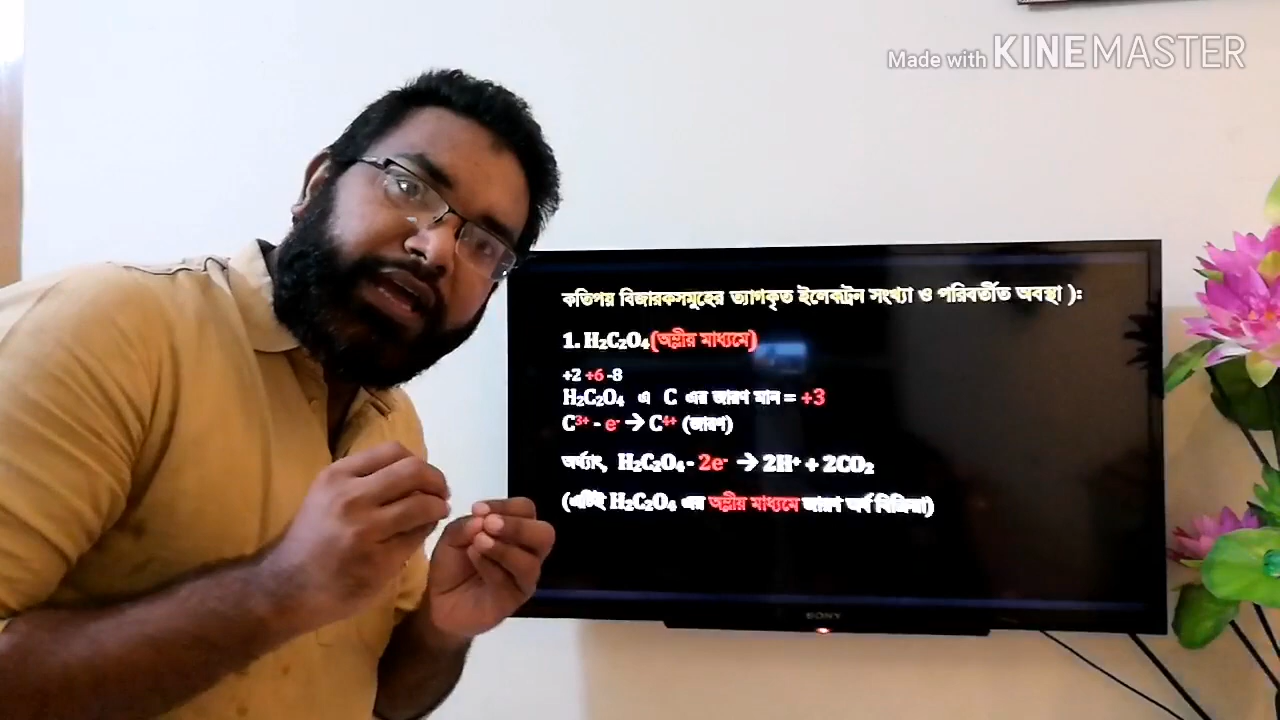 Made with KINEMASTER
কতিপয় বিজারকসমূহের ত্যাগকৃত ইলেকট্রন সংখ্যা ও পরিবর্তীত অবস্থা ):
1. H₂C₂O₄(অম্লীয় মাধ্যমে)
+2 +6 -8
H₂C₂O₄ এ C এর জারণ মান = +3
C³⁺ - e⁻ → C⁴⁺ (জারণ)
অর্থ্যাৎ, H₂C₂O₄ - 2e⁻ → 2H⁺ + 2CO₂
(এটিই H₂C₂O₄ এর অম্লীয় মাধ্যমে জারণ অর্ধ বিক্রিয়া)
SONY